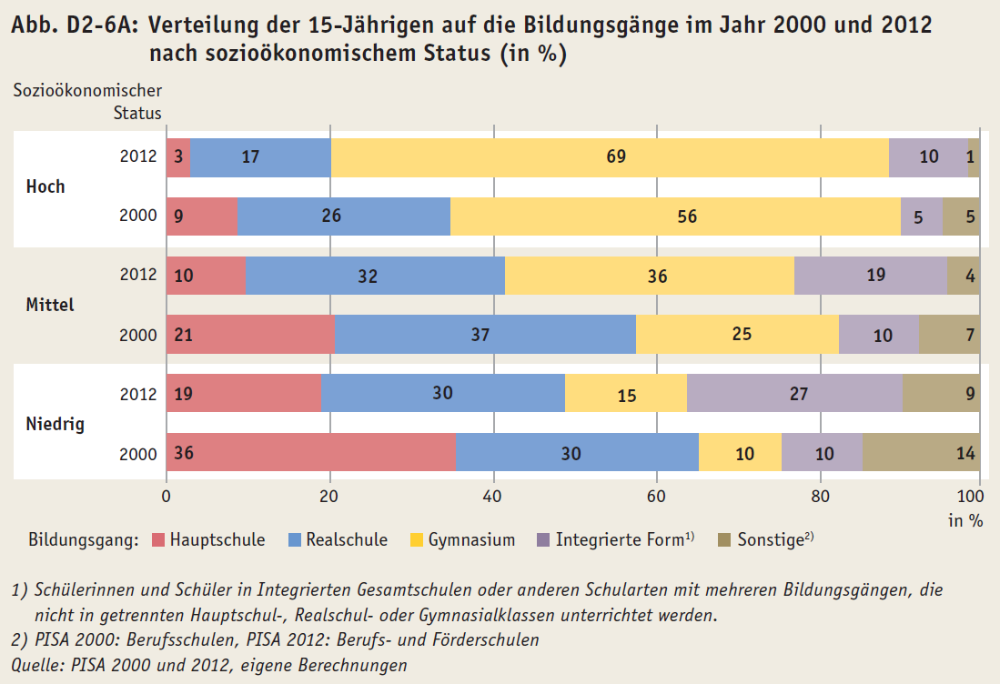 Abb. D2-6A: Verteilung der 15-Jährigen auf die Bildungsgänge im Jahr 2000 und 2012
nach sozioökonomischem Status (in %)
Sozioökonomischer
Status
2012 3 17 69 10 1
Hoch
2000 9 26 56 5 5
2012 10 32 36 19 4
Mittel
2000 21 37 25 10 7
2012 19 30 15 27 9
Niedrig
2000 36 30 10 10 14
0 20 40 60 80 100
in %
Bildungsgang: Hauptschule Realschule Gymnasium Integrierte Form1) Sonstige2)
1) Schülerinnen und Schüler in Integrierten Gesamtschulen oder anderen Schularten mit mehreren Bildungsgängen, die
nicht in getrennten Hauptschul-, Realschul- oder Gymnasialklassen unterrichtet werden.
2) PISA 2000: Berufsschulen, PISA 2012: Berufs- und Förderschulen
Quelle: PISA 2000 und 2012, eigene Berechnungen